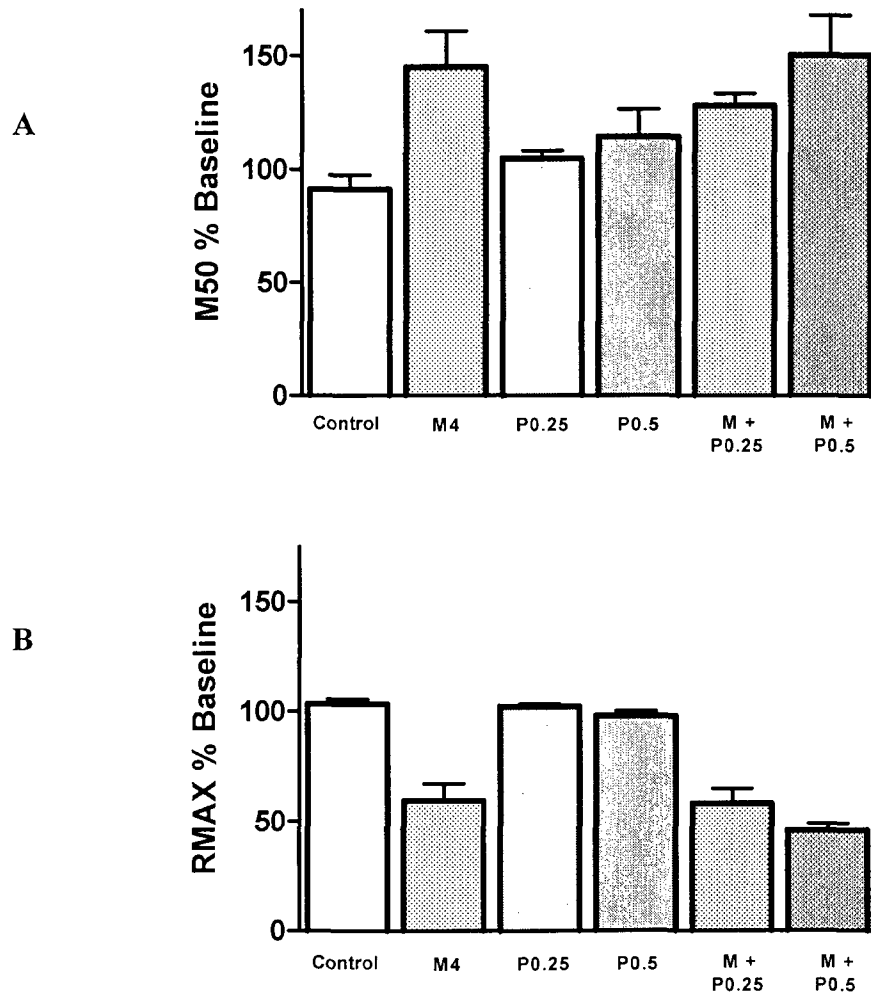 A
M50 % Baseline
150
100
50
0
Control
M4
P0.25
P0.5
M +
P0.25
M +
P0.5
B
RMAX % Baseline
150
100
50
0
Control
M4
P0.25
P0.5
M +
P0.25
M +
P0.5